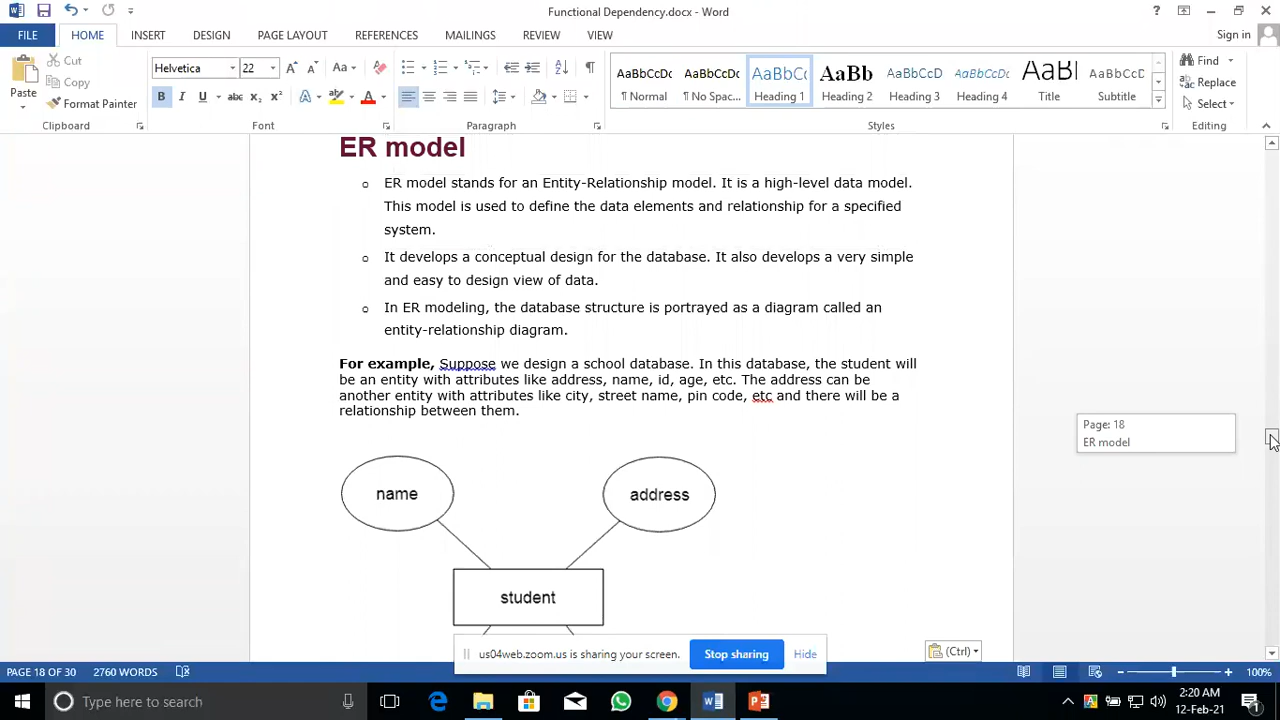 Functional Dependency.docx - Word
?
FILE HOME INSERT DESIGN PAGE LAYOUT REFERENCES MAILINGS REVIEW VIEW Sign in
Paste
Cut
Copy
Format Painter
Clipboard
Helvetica 22 Aa
B I U abc x₂ x² A A
Font
Paragraph
AaBbCcDc AaBbCcDc AaBbCc AaBb AaBbCcD AaBbCcD AaBb AaBbCcD
¶ Normal ¶ No Spac... Heading 1 Heading 2 Heading 3 Heading 4 Title Subtitle
Styles
Find
Replace
Select
Editing
ER model
o ER model stands for an Entity-Relationship model. It is a high-level data model.
This model is used to define the data elements and relationship for a specified
system.
o It develops a conceptual design for the database. It also develops a very simple
and easy to design view of data.
o In ER modeling, the database structure is portrayed as a diagram called an
entity-relationship diagram.
For example, Suppose we design a school database. In this database, the student will
be an entity with attributes like address, name, id, age, etc. The address can be
another entity with attributes like city, street name, pin code, etc and there will be a
relationship between them.
Page: 18
ER model
name
address
student
us04web.zoom.us is sharing your screen. Stop sharing Hide
(Ctrl)
PAGE 18 OF 30 2760 WORDS 100%
Type here to search
2:20 AM
12-Feb-21
1